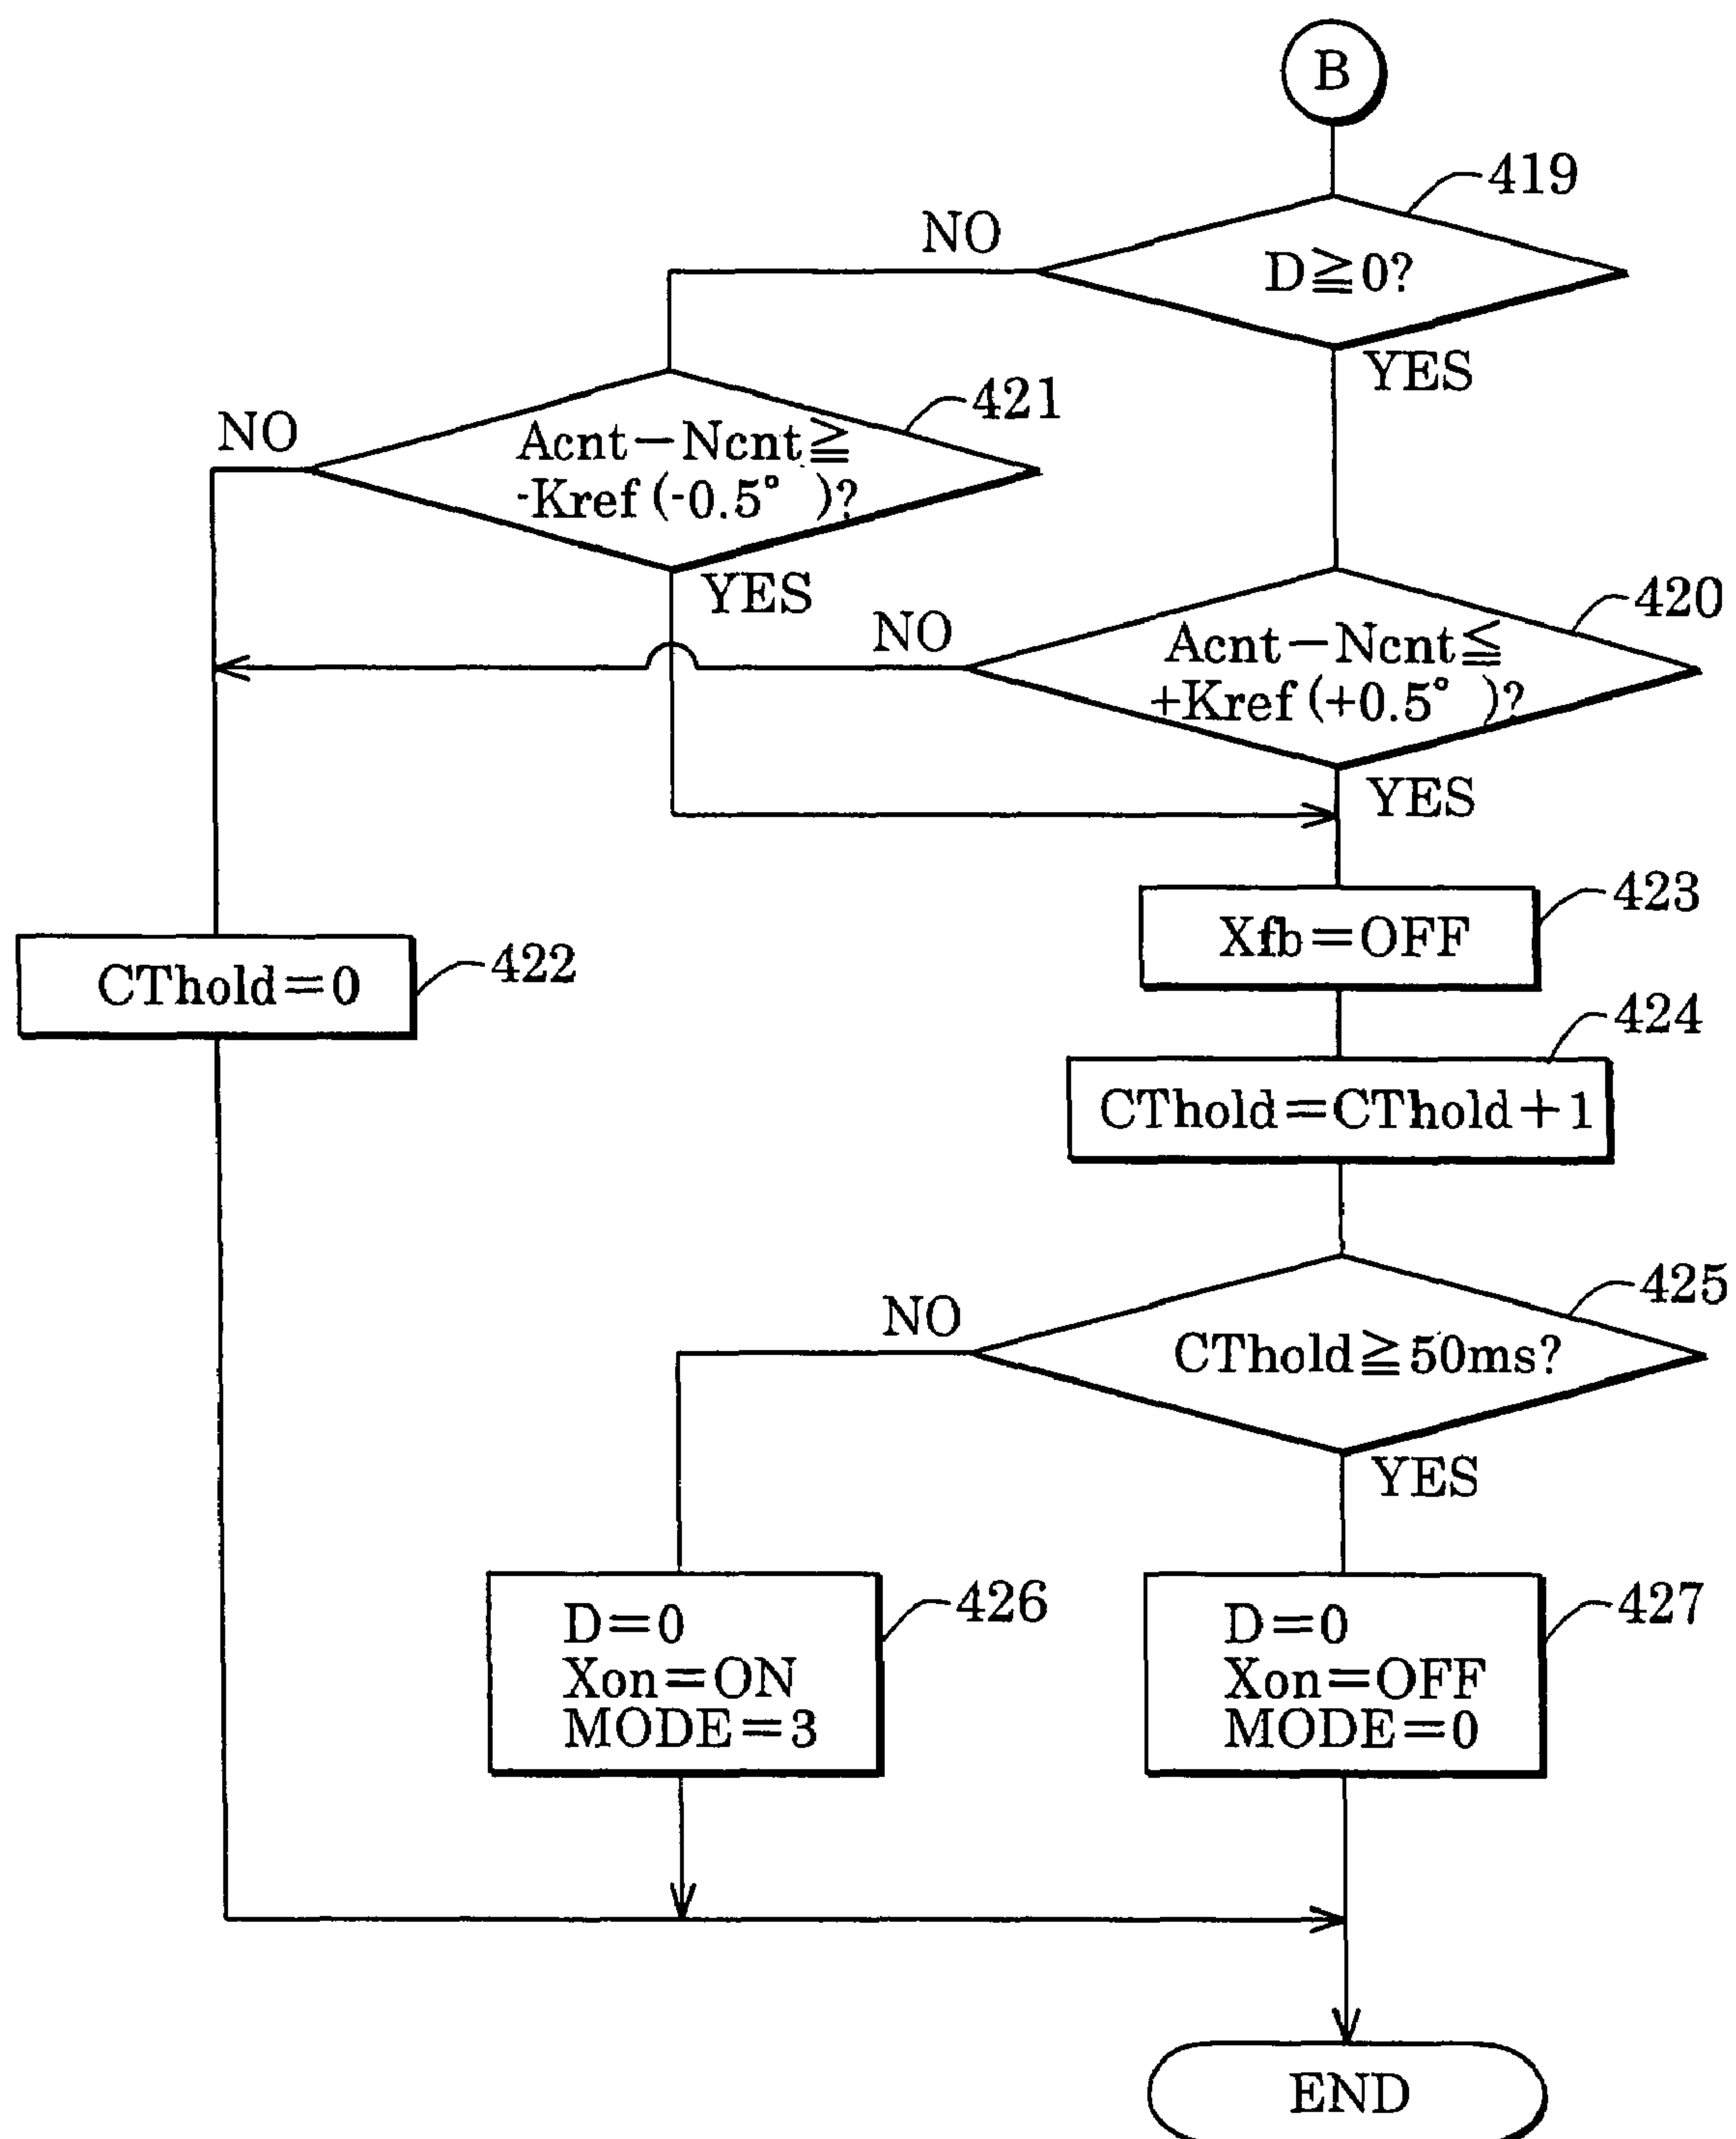 B
419
NO
D≧0?
YES
421
NO
Acnt－Ncnt≧
-Kref (-0.5° )?
YES
420
NO
Acnt－Ncnt≦
+Kref (+0.5° )?
YES
423
Xfb＝OFF
422
CThold＝0
424
CThold＝CThold＋1
425
NO
CThold≧50ms?
YES
426
D＝0
Xon＝ON
MODE＝3
427
D＝0
Xon＝OFF
MODE＝0
END